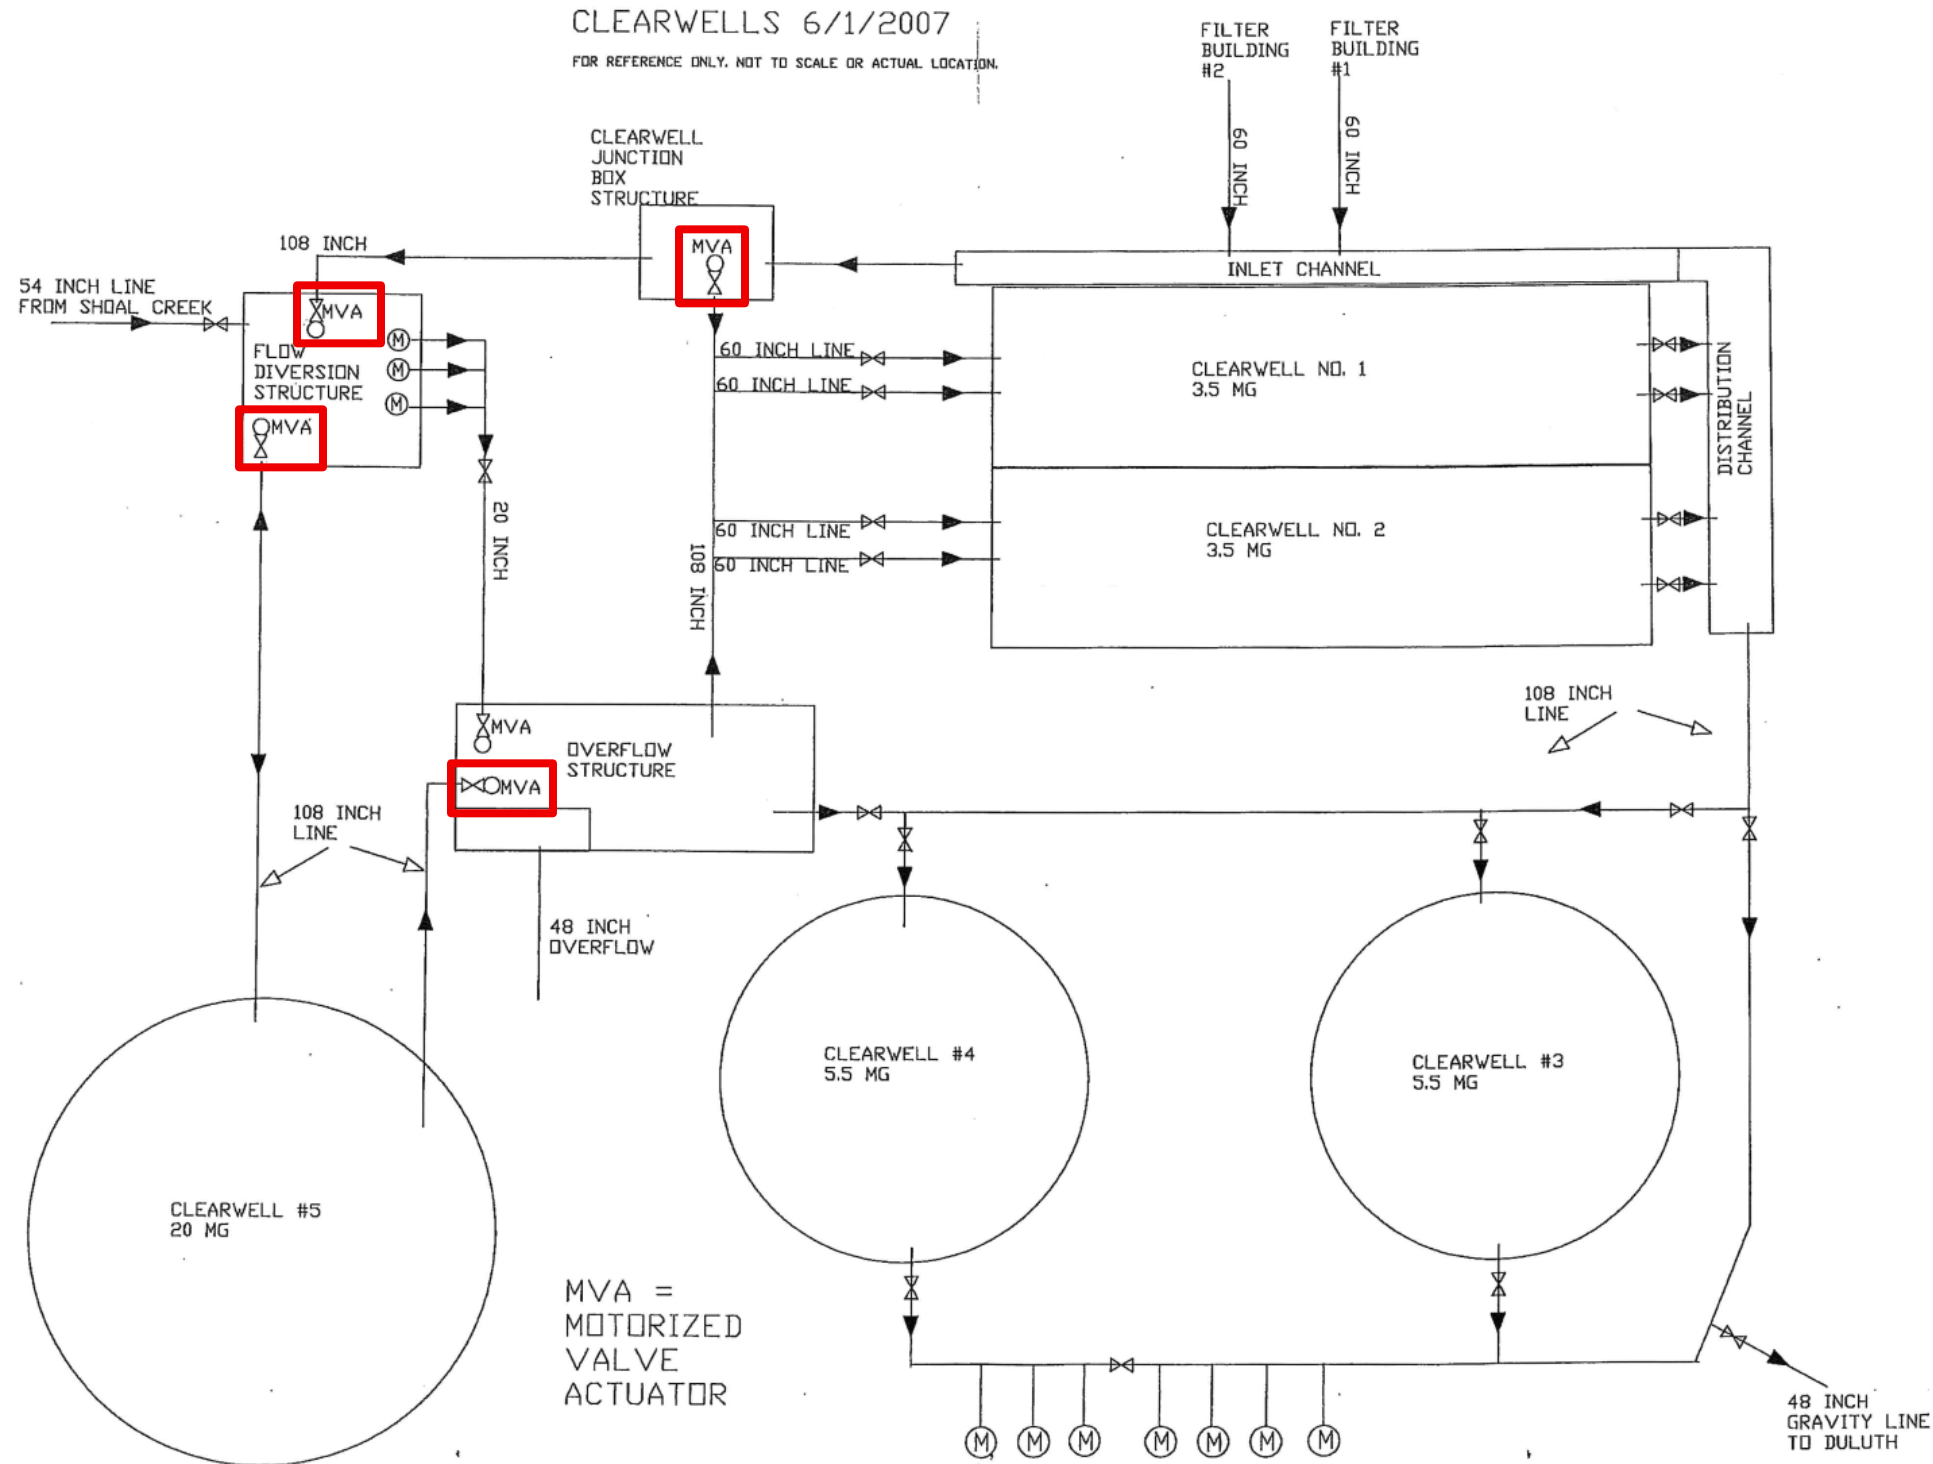 CLEARWELLS 6/1/2007
FOR REFERENCE ONLY. NOT TO SCALE OR ACTUAL LOCATION.
FILTER
BUILDING
#2
FILTER
BUILDING
#1
60 INCH
60 INCH
CLEARWELL
JUNCTION
BOX
STRUCTURE
MVA
108 INCH
INLET CHANNEL
54 INCH LINE
FROM SHOAL CREEK
MVA
M
M
M
FLOW
DIVERSION
STRUCTURE
MVA
60 INCH LINE
60 INCH LINE
CLEARWELL NO. 1
3.5 MG
DISTRIBUTION
CHANNEL
20 INCH
60 INCH LINE
60 INCH LINE
108 INCH
CLEARWELL NO. 2
3.5 MG
108 INCH
LINE
MVA
OVERFLOW
STRUCTURE
MVA
108 INCH
LINE
48 INCH
OVERFLOW
CLEARWELL #4
5.5 MG
CLEARWELL #3
5.5 MG
CLEARWELL #5
20 MG
MVA =
MOTORIZED
VALVE
ACTUATOR
M
M
M
M
M
M
M
48 INCH
GRAVITY LINE
TO DULUTH